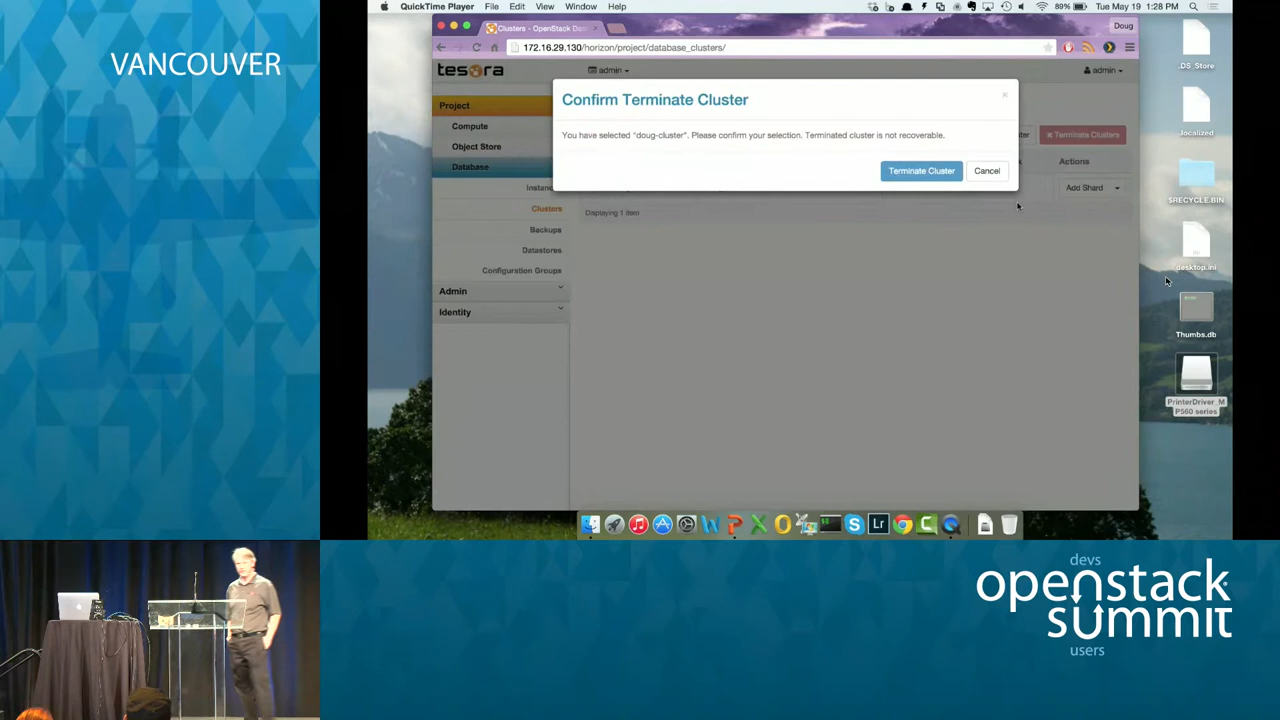 VANCOUVER
QuickTime Player File Edit View Window Help
89% Tue May 19 1:28 PM
Clusters - OpenStack Das
Doug
172.16.29.130/horizon/project/database_clusters/
tesora
admin
admin
Project
Compute
Object Store
Database
Instanc
Clusters
Backups
Datastores
Configuration Groups
Admin
Identity
Confirm Terminate Cluster
×
You have selected "doug-cluster". Please confirm your selection. Terminated cluster is not recoverable.
Terminate Cluster
Cancel
ter
Terminate Clusters
Actions
Add Shard
Displaying 1 item
.DS_Store
.localized
$RECYCLE.BIN
desktop.ini
Thumbs.db
PrinterDriver_M
P560 series
Lr
devs
openstack
summit
users